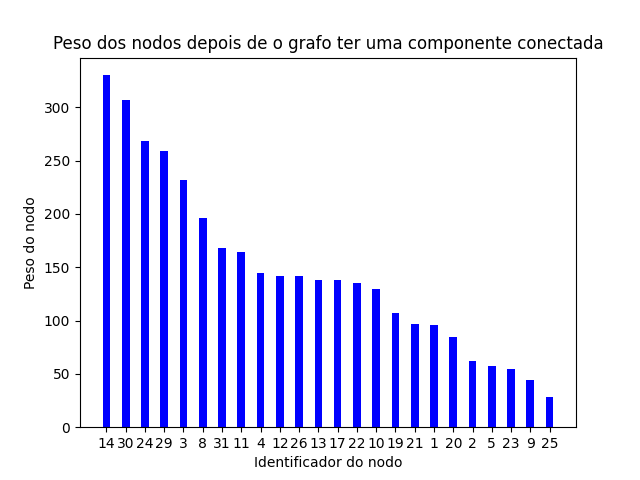 Peso dos nodos depois de o grafo ter uma componente conectada
300
250
200
150
100
50
0
Peso do nodo
14 30 24 29 3 8 31 11 4 12 26 13 17 22 10 19 21 1 20 2 5 23 9 25
Identificador do nodo